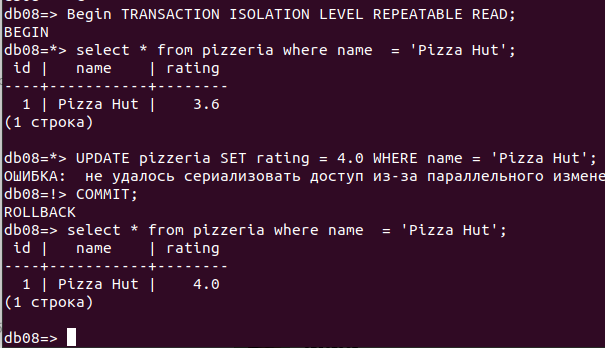 db08=> Begin TRANSACTION ISOLATION LEVEL REPEATABLE READ;
BEGIN
db08=*> select * from pizzeria where name  = 'Pizza Hut';
 id |   name    | rating
----+-----------+--------
  1 | Pizza Hut |    3.6
(1 строка)

db08=*> UPDATE pizzeria SET rating = 4.0 WHERE name = 'Pizza Hut';
ОШИБКА:  не удалось сериализовать доступ из-за параллельного измене
db08=!> COMMIT;
ROLLBACK
db08=> select * from pizzeria where name  = 'Pizza Hut';
 id |   name    | rating
----+-----------+--------
  1 | Pizza Hut |    4.0
(1 строка)

db08=>